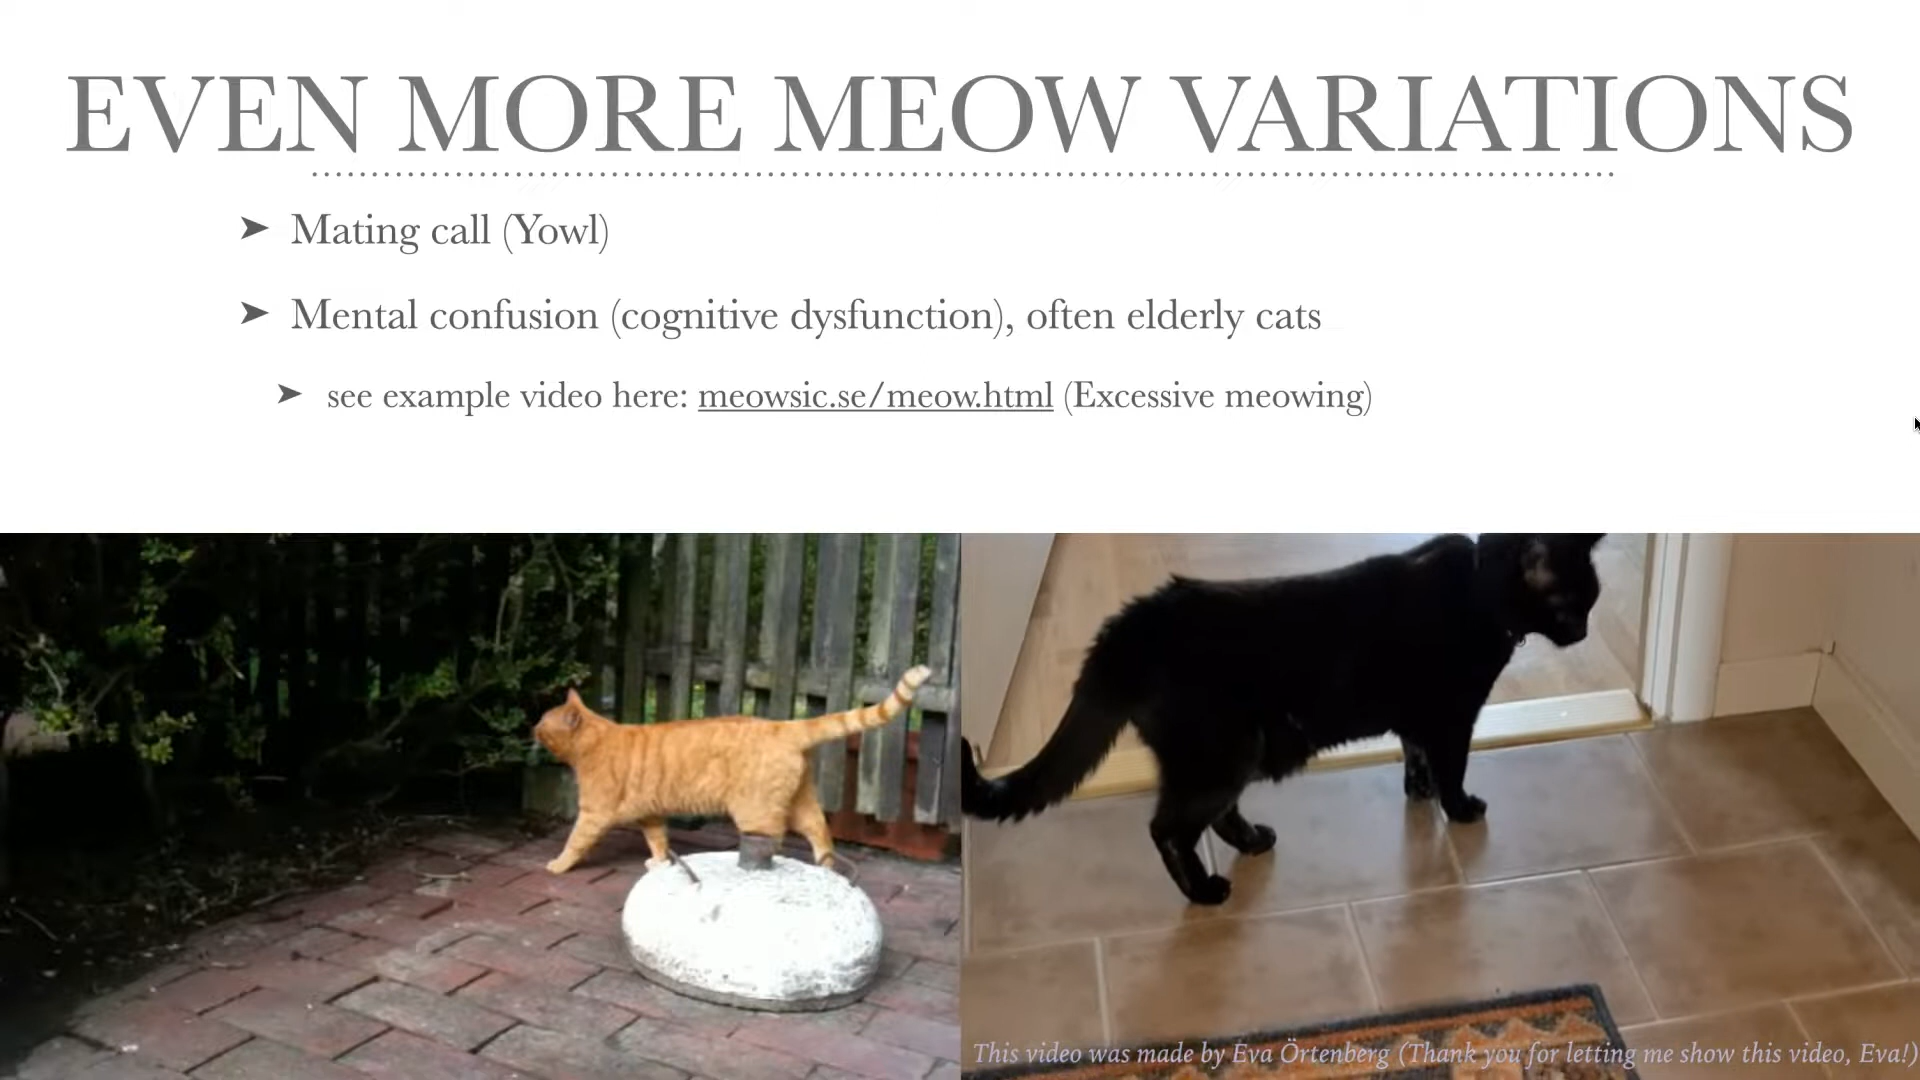 EVEN MORE MEOW VARIATIONS
➤ Mating call (Yowl)
➤ Mental confusion (cognitive dysfunction), often elderly cats
➤ see example video here: meowsic.se/meow.html (Excessive meowing)
This video was made by Eva Örtenberg (Thank you for letting me show this video, Eva!)